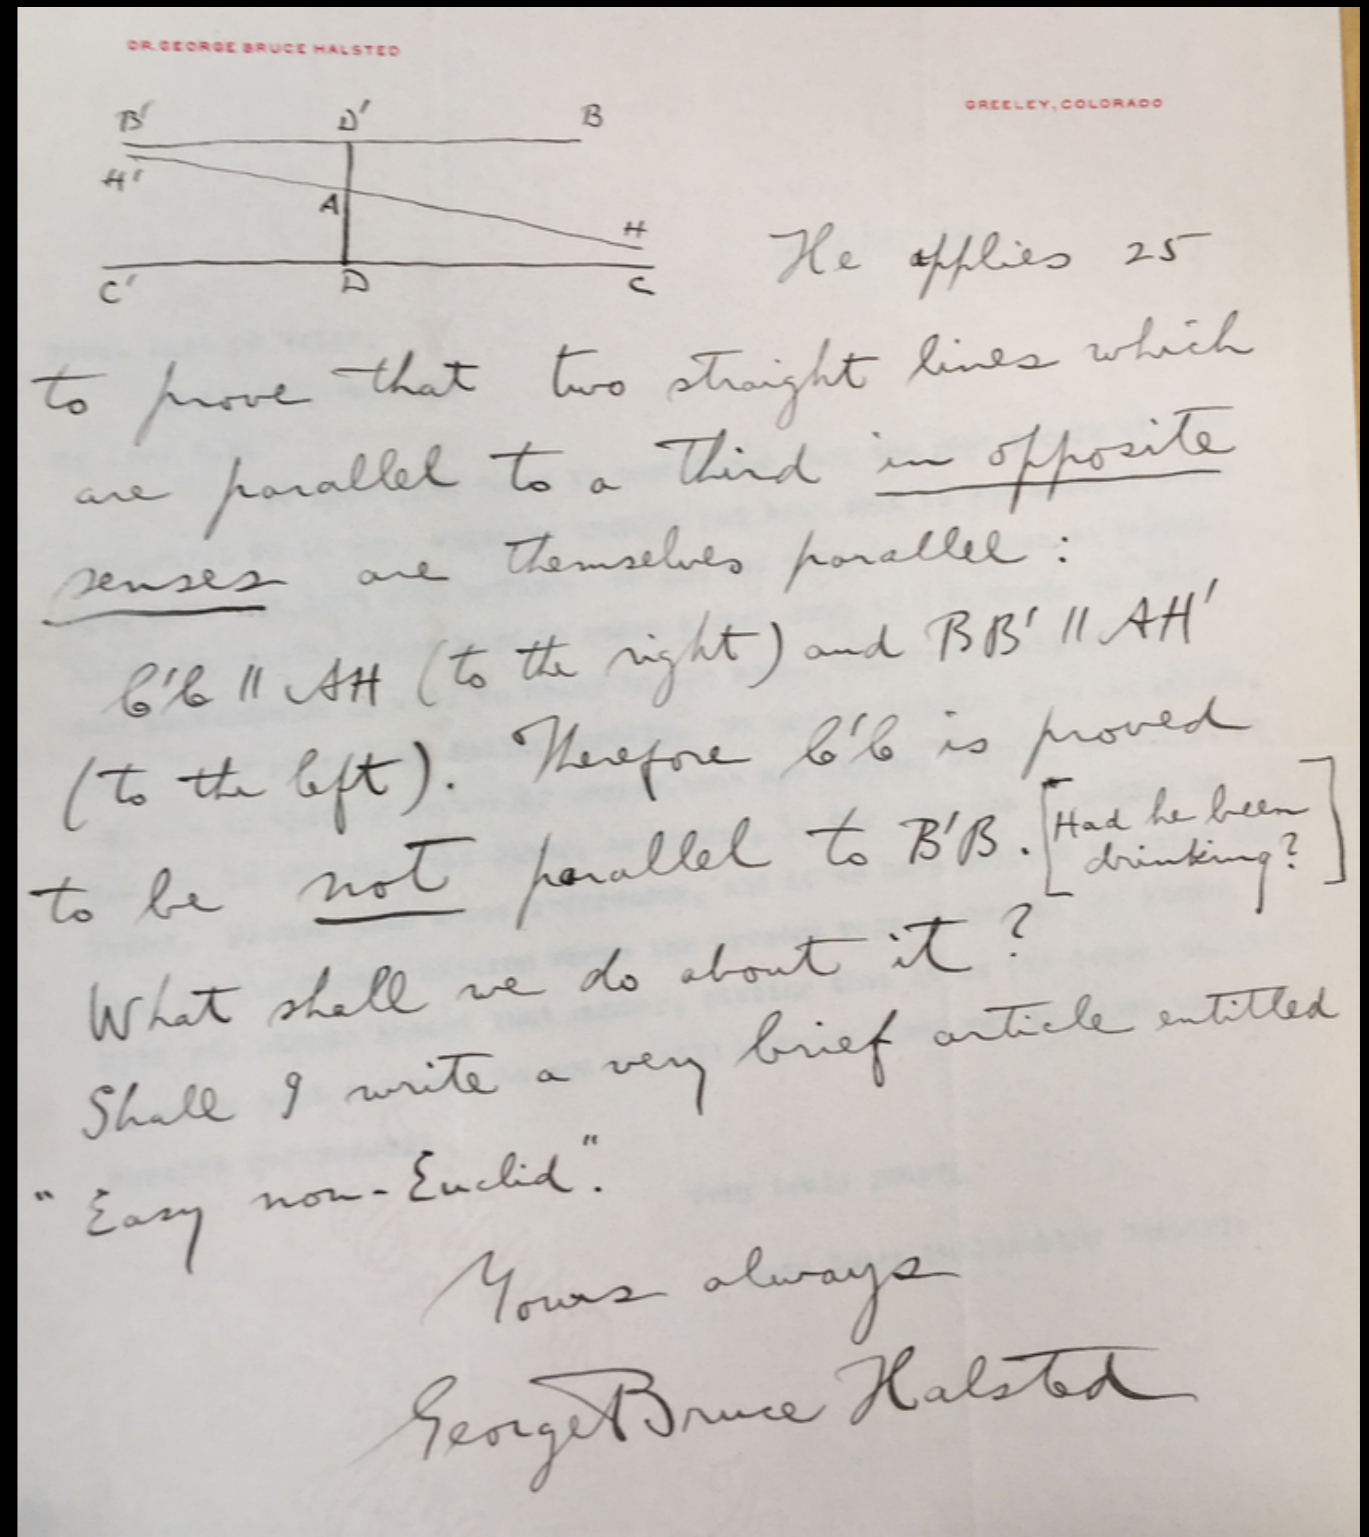 DR. GEORGE BRUCE HALSTED
GREELEY, COLORADO
B' D' B
H'
A
H
C' D C
He applies 25
to prove that two straight lines which
are parallel to a third in opposite
senses are themselves parallel:
C'C || AH (to the right) and BB' || AH'
(to the left). Therefore C'C is proved
to be not parallel to B'B. [Had he been
drinking?]
What shall we do about it?
Shall I write a very brief article entitled
"Easy non-Euclid".
Yours always
George Bruce Halsted